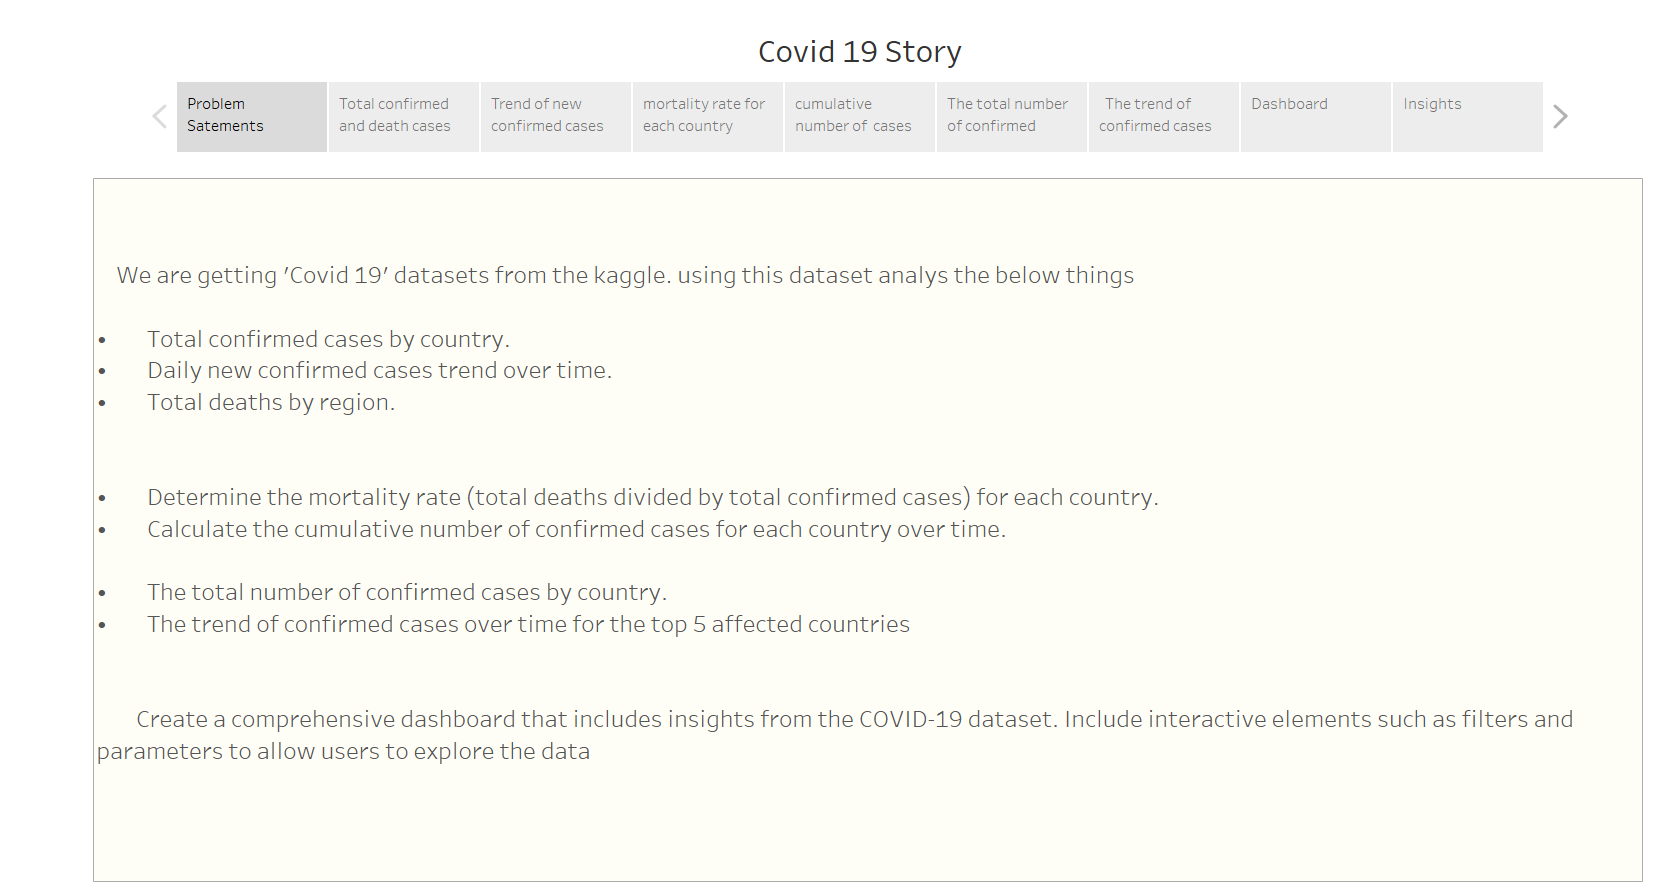 Covid 19 Story
Problem
Satements
Total confirmed
and death cases
Trend of new
confirmed cases
mortality rate for
each country
cumulative
number of cases
The total number
of confirmed
The trend of
confirmed cases
Dashboard
Insights
We are getting 'Covid 19' datasets from the kaggle. using this dataset analys the below things
• Total confirmed cases by country.
• Daily new confirmed cases trend over time.
• Total deaths by region.
• Determine the mortality rate (total deaths divided by total confirmed cases) for each country.
• Calculate the cumulative number of confirmed cases for each country over time.
• The total number of confirmed cases by country.
• The trend of confirmed cases over time for the top 5 affected countries
Create a comprehensive dashboard that includes insights from the COVID-19 dataset. Include interactive elements such as filters and
parameters to allow users to explore the data